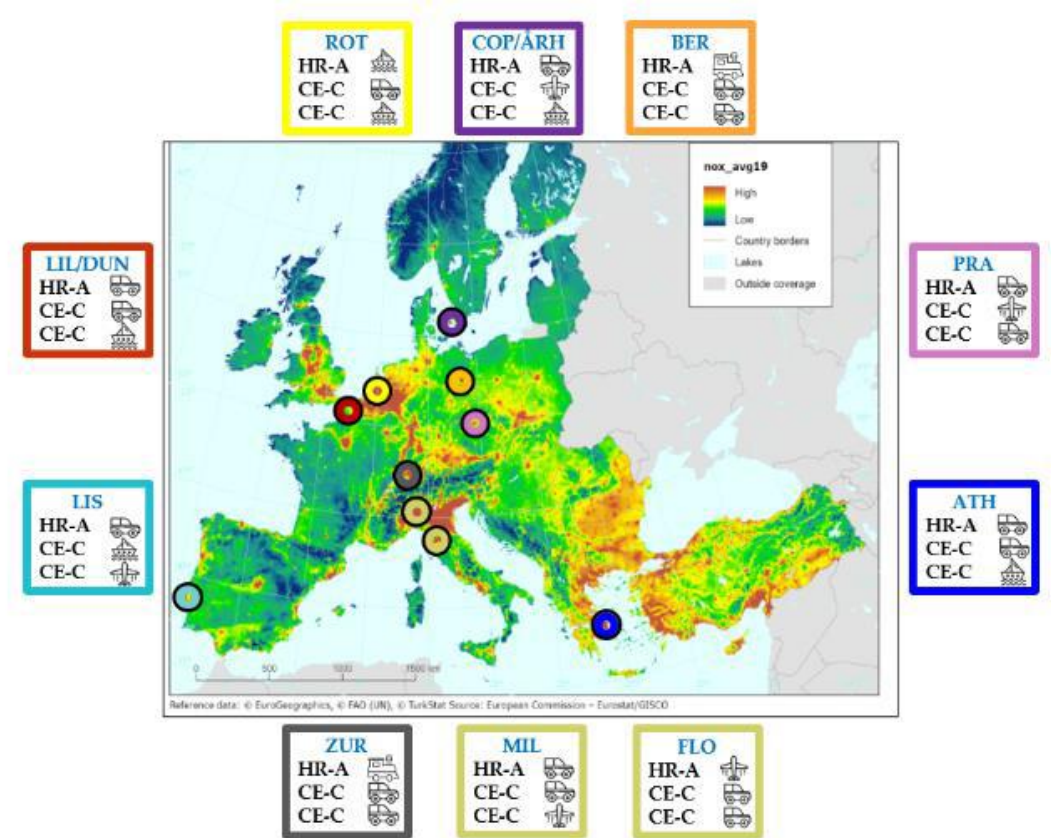 ROT
HR-A
CE-C
CE-C
COP/ÅRH
HR-A
CE-C
CE-C
BER
HR-A
CE-C
CE-C
nox_avg19
High
Low
Country borders
Lakes
Outside coverage
LIL/DUN
HR-A
CE-C
CE-C
PRA
HR-A
CE-C
CE-C
LIS
HR-A
CE-C
CE-C
ATH
HR-A
CE-C
CE-C
0 500 1000 1500 km
Reference data: © EuroGeographics, © FAO (UN), © TurkStat Source: European Commission – Eurostat/GISCO
ZUR
HR-A
CE-C
CE-C
MIL
HR-A
CE-C
CE-C
FLO
HR-A
CE-C
CE-C